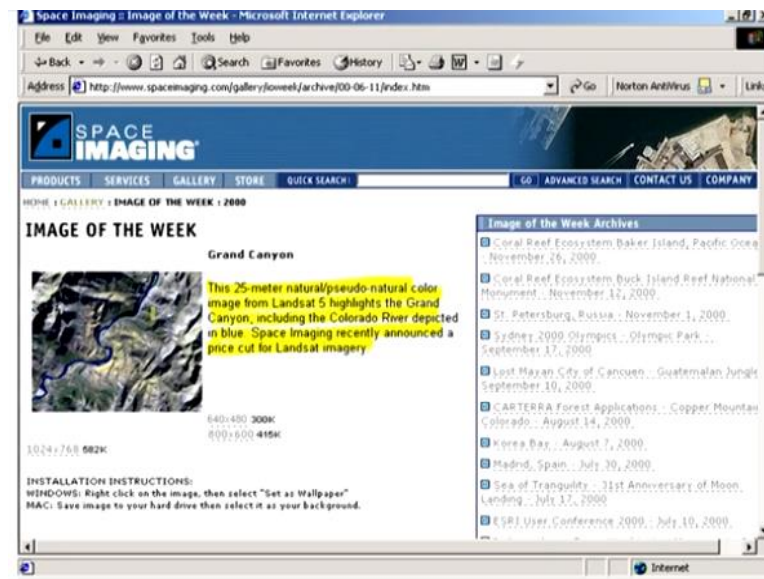 Space Imaging :: Image of the Week - Microsoft Internet Explorer
File Edit View Favorites Tools Help
Back Search Favorites History
Address http://www.spaceimaging.com/gallery/ioweek/archive/00-06-11/index.htm Go Norton AntiVirus Links
SPACE
IMAGING
PRODUCTS SERVICES GALLERY STORE QUICK SEARCH: GO ADVANCED SEARCH CONTACT US COMPANY
HOME : GALLERY : IMAGE OF THE WEEK : 2000
IMAGE OF THE WEEK
Grand Canyon
This 25-meter natural/pseudo-natural color
image from Landsat 5 highlights the Grand
Canyon, including the Colorado River depicted
in blue. Space Imaging recently announced a
price cut for Landsat imagery
640x480 300K
800x600 415K
1024x768 582K
INSTALLATION INSTRUCTIONS:
WINDOWS: Right click on the image, then select "Set as Wallpaper"
MAC: Save image to your hard drive then select it as your background.
Image of the Week Archives
Coral Reef Ecosystem Baker Island, Pacific Ocea
- November 26, 2000
Coral Reef Ecosystem Buck Island Reef National
Monument - November 12, 2000
St. Petersburg, Russia - November 1, 2000
Sydney 2000 Olympics - Olympic Park -
September 17, 2000
Lost Mayan City of Cancuen - Guatemalan Jungle
September 10, 2000
CARTERRA Forest Applications - Copper Mountain
Colorado - August 14, 2000
Korea Bay - August 7, 2000
Madrid, Spain - July 30, 2000
Sea of Tranquility - 31st Anniversary of Moon
Landing - July 17, 2000
ESRI User Conference 2000 - July 10, 2000
Internet